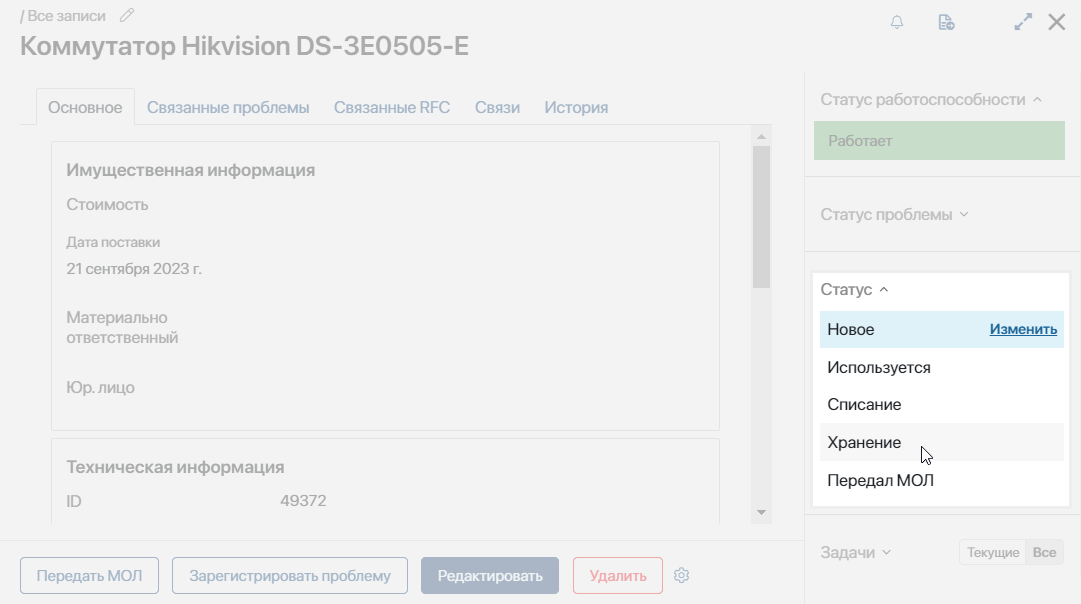 / Все записи
Коммутатор Hikvision DS-3E0505-E
Основное
Связанные проблемы
Связанные RFC
Связи
История
Имущественная информация
Стоимость
Дата поставки
21 сентября 2023 г.
Материально
ответственный
Юр. лицо
Техническая информация
ID 49372
Передать МОЛ
Зарегистрировать проблему
Редактировать
Удалить
Статус работоспособности
Работает
Статус проблемы
Статус
Новое Изменить
Используется
Списание
Хранение
Передал МОЛ
Задачи Текущие Все